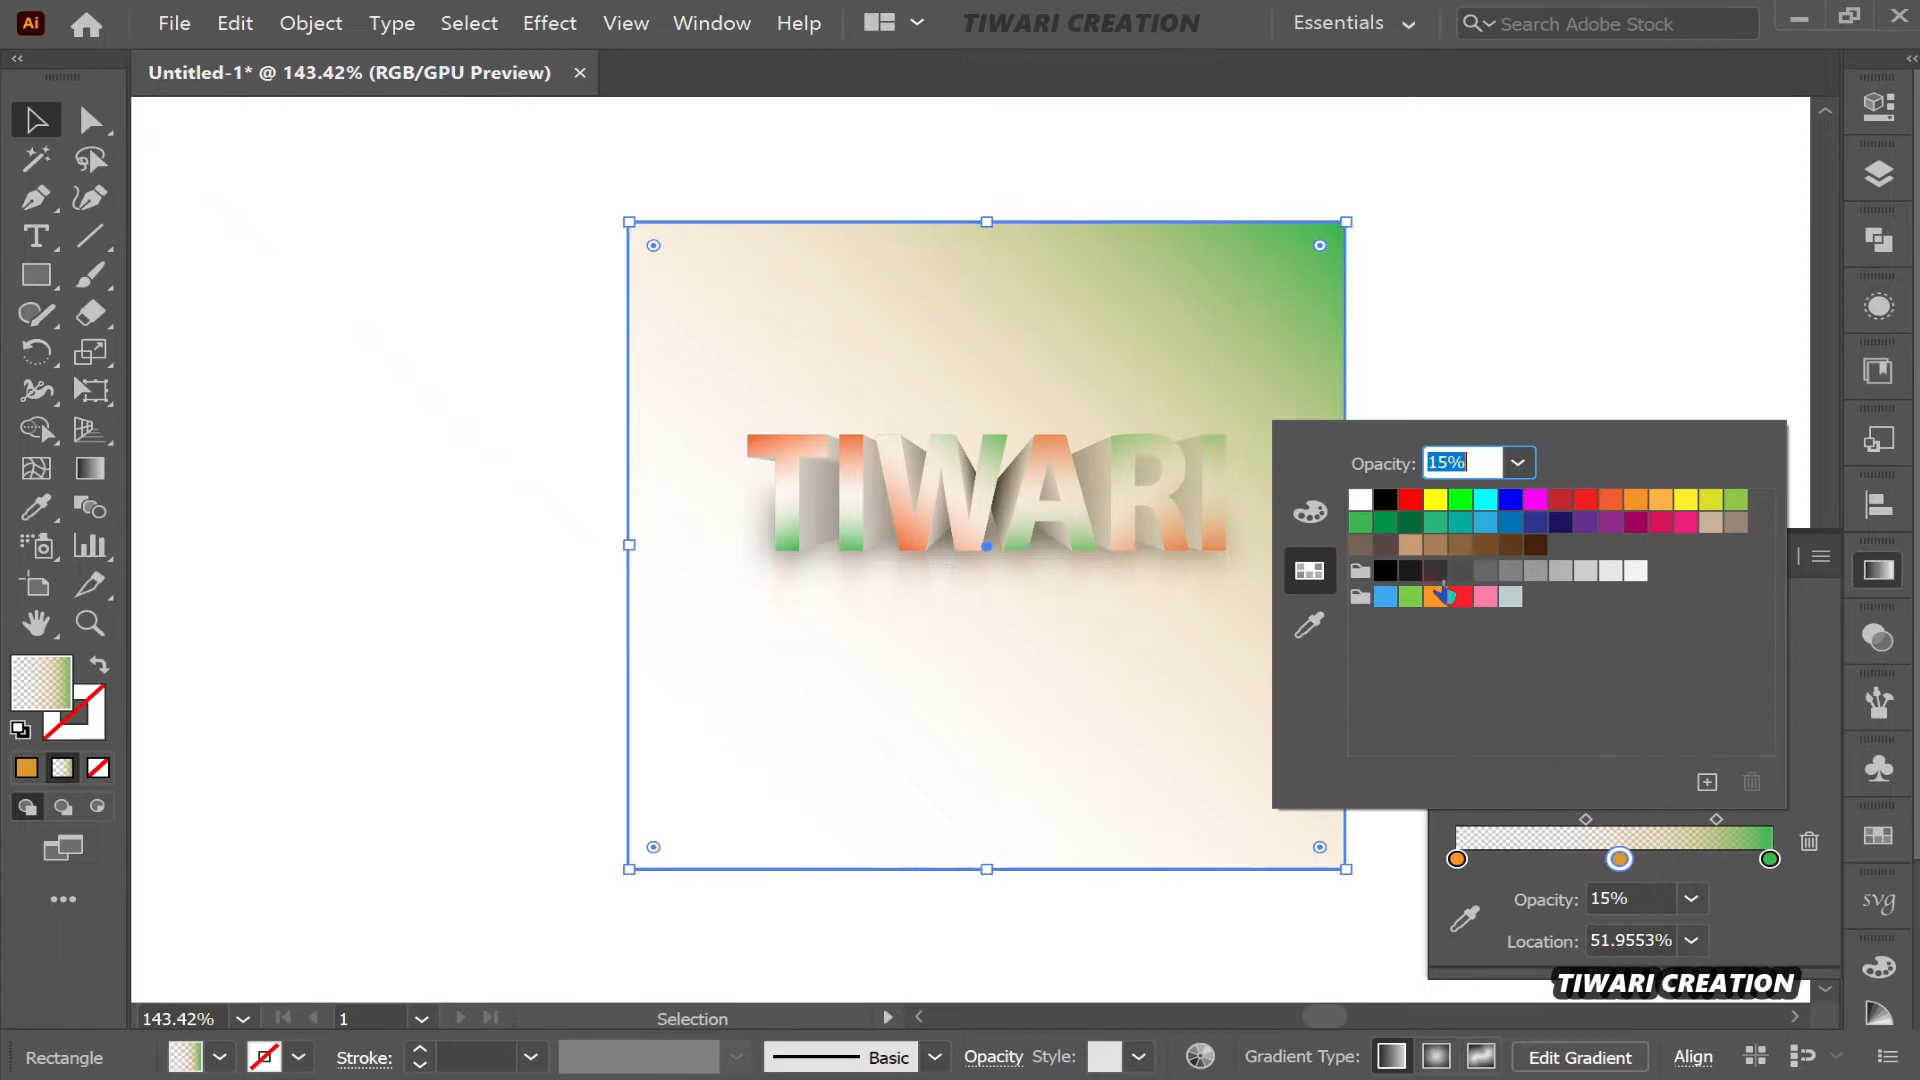 Ai File Edit Object Type Select Effect View Window Help TIWARI CREATION Essentials Search Adobe Stock
Untitled-1* @ 143.42% (RGB/GPU Preview)
TIWARI
Opacity: 15%
Opacity: 15%
Location: 51.9553%
svg
TIWARI CREATION
143.42% 1 Selection
Rectangle Stroke: Basic Opacity Style: Gradient Type: Edit Gradient Align